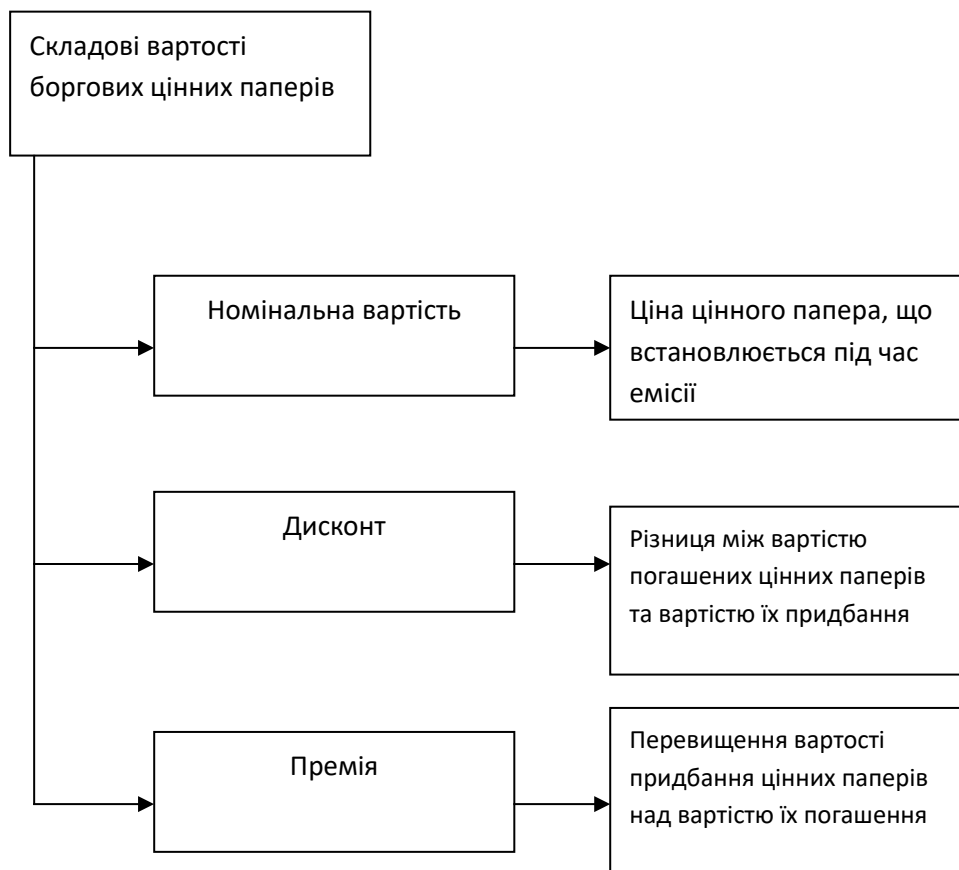 Складові вартості
боргових цінних паперів
Номінальна вартість
Ціна цінного папера, що
встановлюється під час
емісії
Дисконт
Різниця між вартістю
погашених цінних паперів
та вартістю їх придбання
Премія
Перевищення вартості
придбання цінних паперів
над вартістю їх погашення